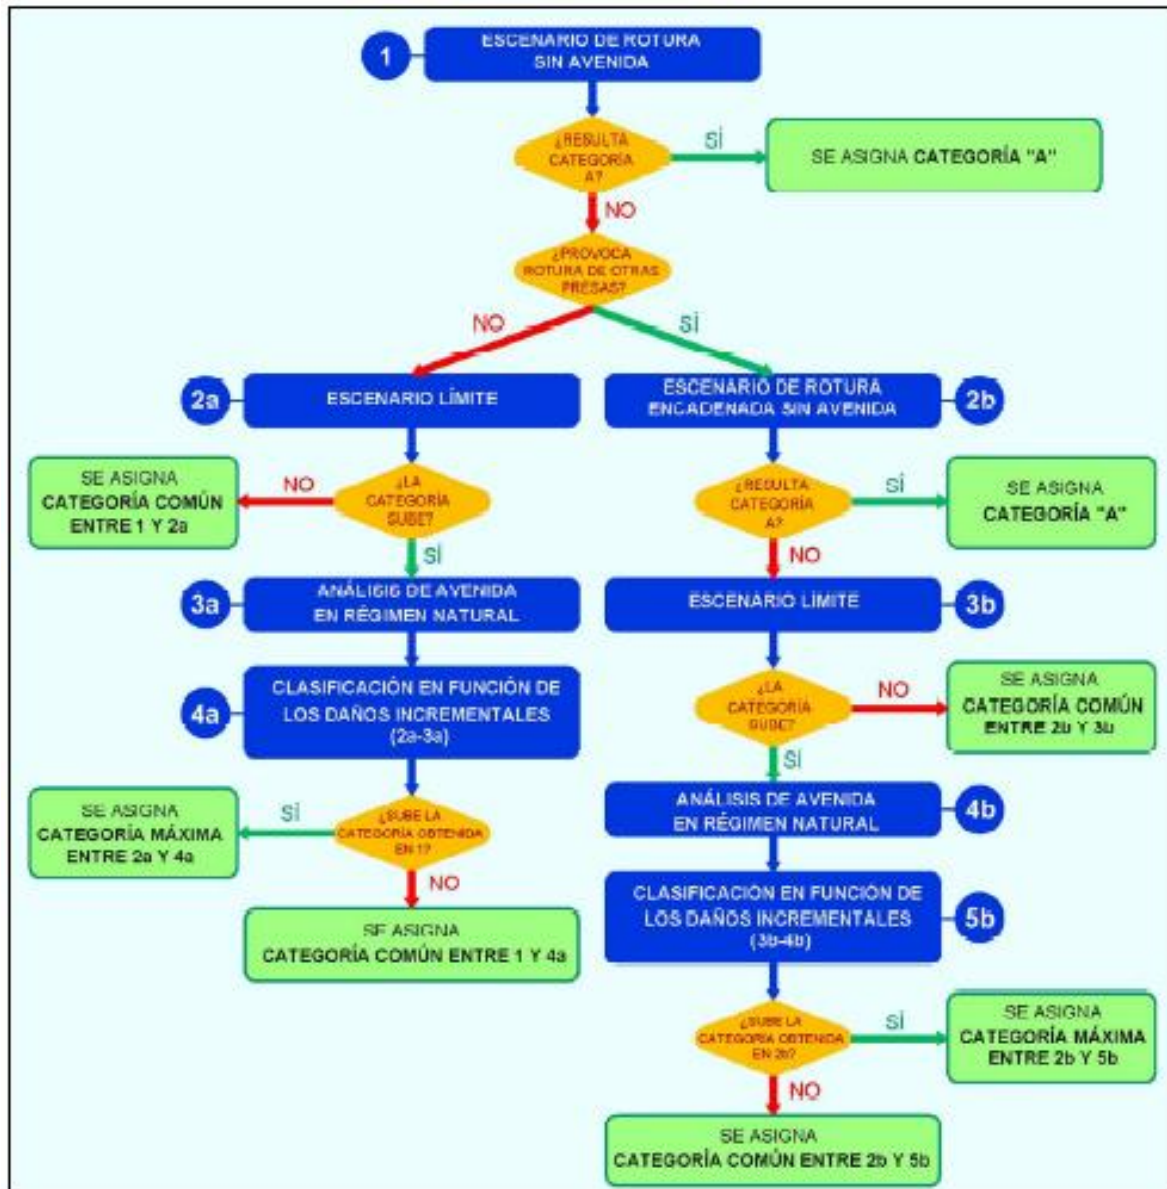 1
ESCENARIO DE ROTURA
SIN AVENIDA
¿RESULTA
CATEGORÍA
A?
SÍ
SE ASIGNA CATEGORÍA "A"
NO
¿PROVOCA
ROTURA DE OTRAS
PRESAS?
NO
SÍ
2a
ESCENARIO LÍMITE
ESCENARIO DE ROTURA
ENCADENADA SIN AVENIDA
2b
SE ASIGNA
CATEGORÍA COMÚN
ENTRE 1 Y 2a
NO
¿LA
CATEGORÍA
SUBE?
SÍ
¿RESULTA
CATEGORÍA
A?
SÍ
SE ASIGNA
CATEGORÍA "A"
NO
3a
ANÁLISIS DE AVENIDA
EN RÉGIMEN NATURAL
ESCENARIO LÍMITE
3b
4a
CLASIFICACIÓN EN FUNCIÓN DE
LOS DAÑOS INCREMENTALES
(2a-3a)
¿LA
CATEGORÍA
SUBE?
NO
SE ASIGNA
CATEGORÍA COMÚN
ENTRE 2b Y 3b
SÍ
SE ASIGNA
CATEGORÍA MÁXIMA
ENTRE 2a Y 4a
SÍ
¿SUBE LA
CATEGORÍA OBTENIDA
EN 1?
NO
ANÁLISIS DE AVENIDA
EN RÉGIMEN NATURAL
4b
SE ASIGNA
CATEGORÍA COMÚN ENTRE 1 Y 4a
CLASIFICACIÓN EN FUNCIÓN DE
LOS DAÑOS INCREMENTALES
(3b-4b)
5b
¿SUBE LA
CATEGORÍA OBTENIDA
EN 2b?
SÍ
SE ASIGNA
CATEGORÍA MÁXIMA
ENTRE 2b Y 5b
NO
SE ASIGNA
CATEGORÍA COMÚN ENTRE 2b Y 5b